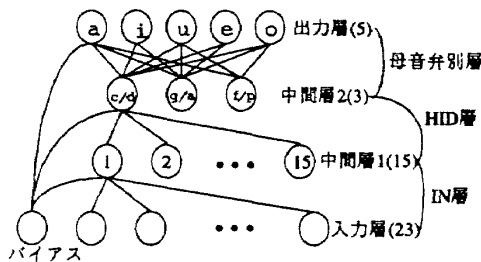 a i u e o 出力層(5)
母音弁別層
c/d g/a f/p 中間層2(3)
HID層
1 2 ••• 15 中間層1(15)
IN層
••• 入力層(23)
バイアス